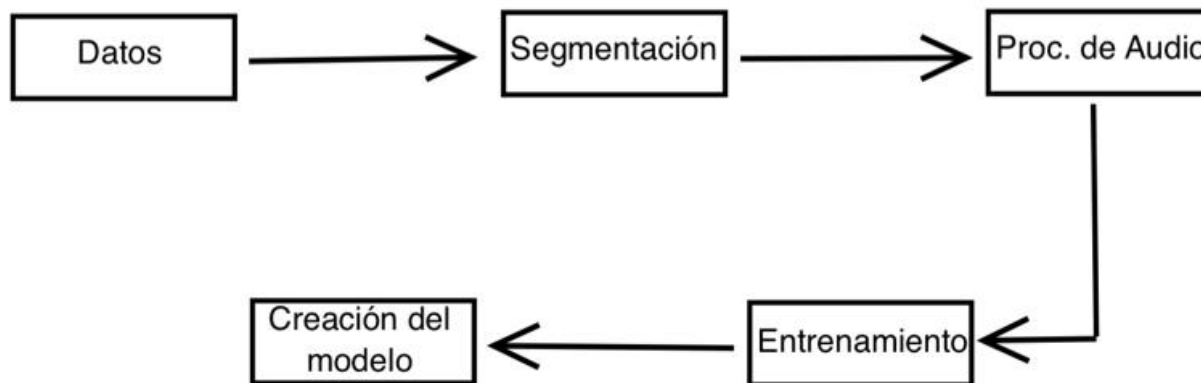 Datos
Segmentación
Proc. de Audio
Entrenamiento
Creación del
modelo